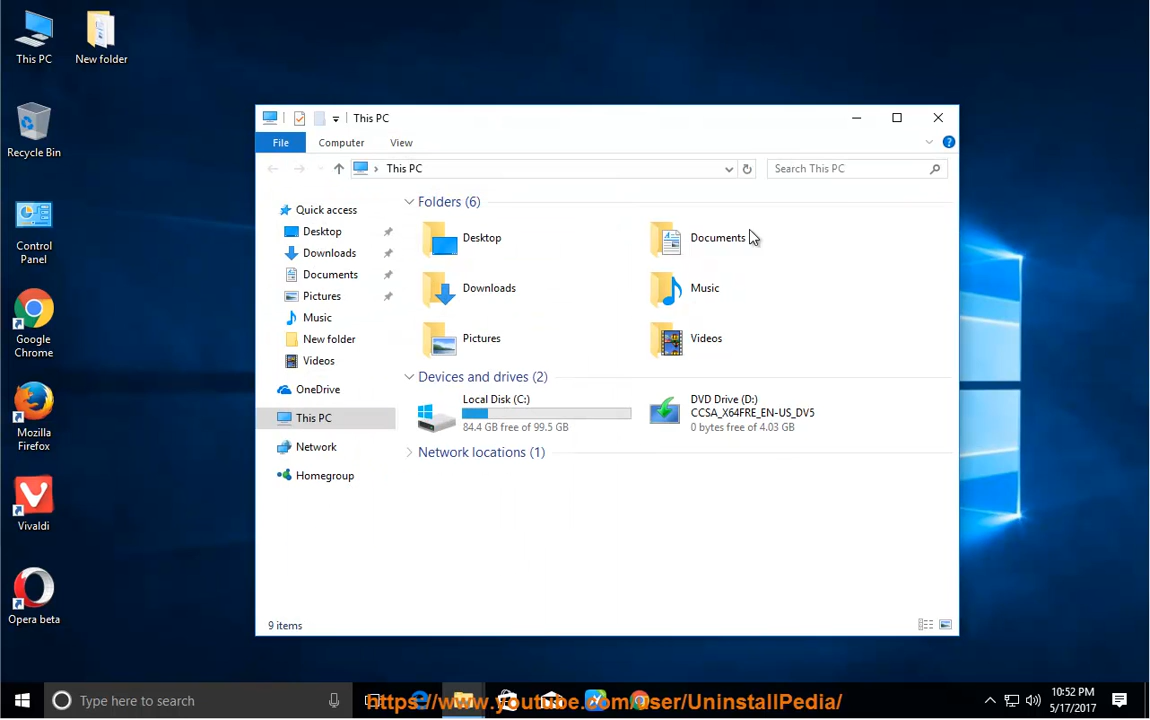 This PC
New folder
Recycle Bin
Control
Panel
Google
Chrome
Mozilla
Firefox
Vivaldi
Opera beta
This PC
File
Computer
View
This PC
Search This PC
Quick access
Desktop
Downloads
Documents
Pictures
Music
New folder
Videos
OneDrive
This PC
Network
Homegroup
Folders (6)
Desktop
Documents
Downloads
Music
Pictures
Videos
Devices and drives (2)
Local Disk (C:)
84.4 GB free of 99.5 GB
DVD Drive (D:)
CCSA_X64FRE_EN-US_DV5
0 bytes free of 4.03 GB
Network locations (1)
9 items
Type here to search
https://www.youtube.com/user/UninstallPedia/
10:52 PM
5/17/2017